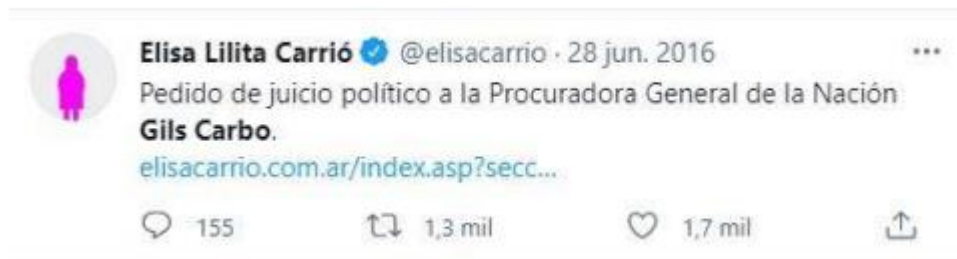 Elisa Lilita Carrió @elisacarrio · 28 jun. 2016
Pedido de juicio político a la Procuradora General de la Nación
Gils Carbo.
elisacarrio.com.ar/index.asp?secc...
155 1,3 mil 1,7 mil